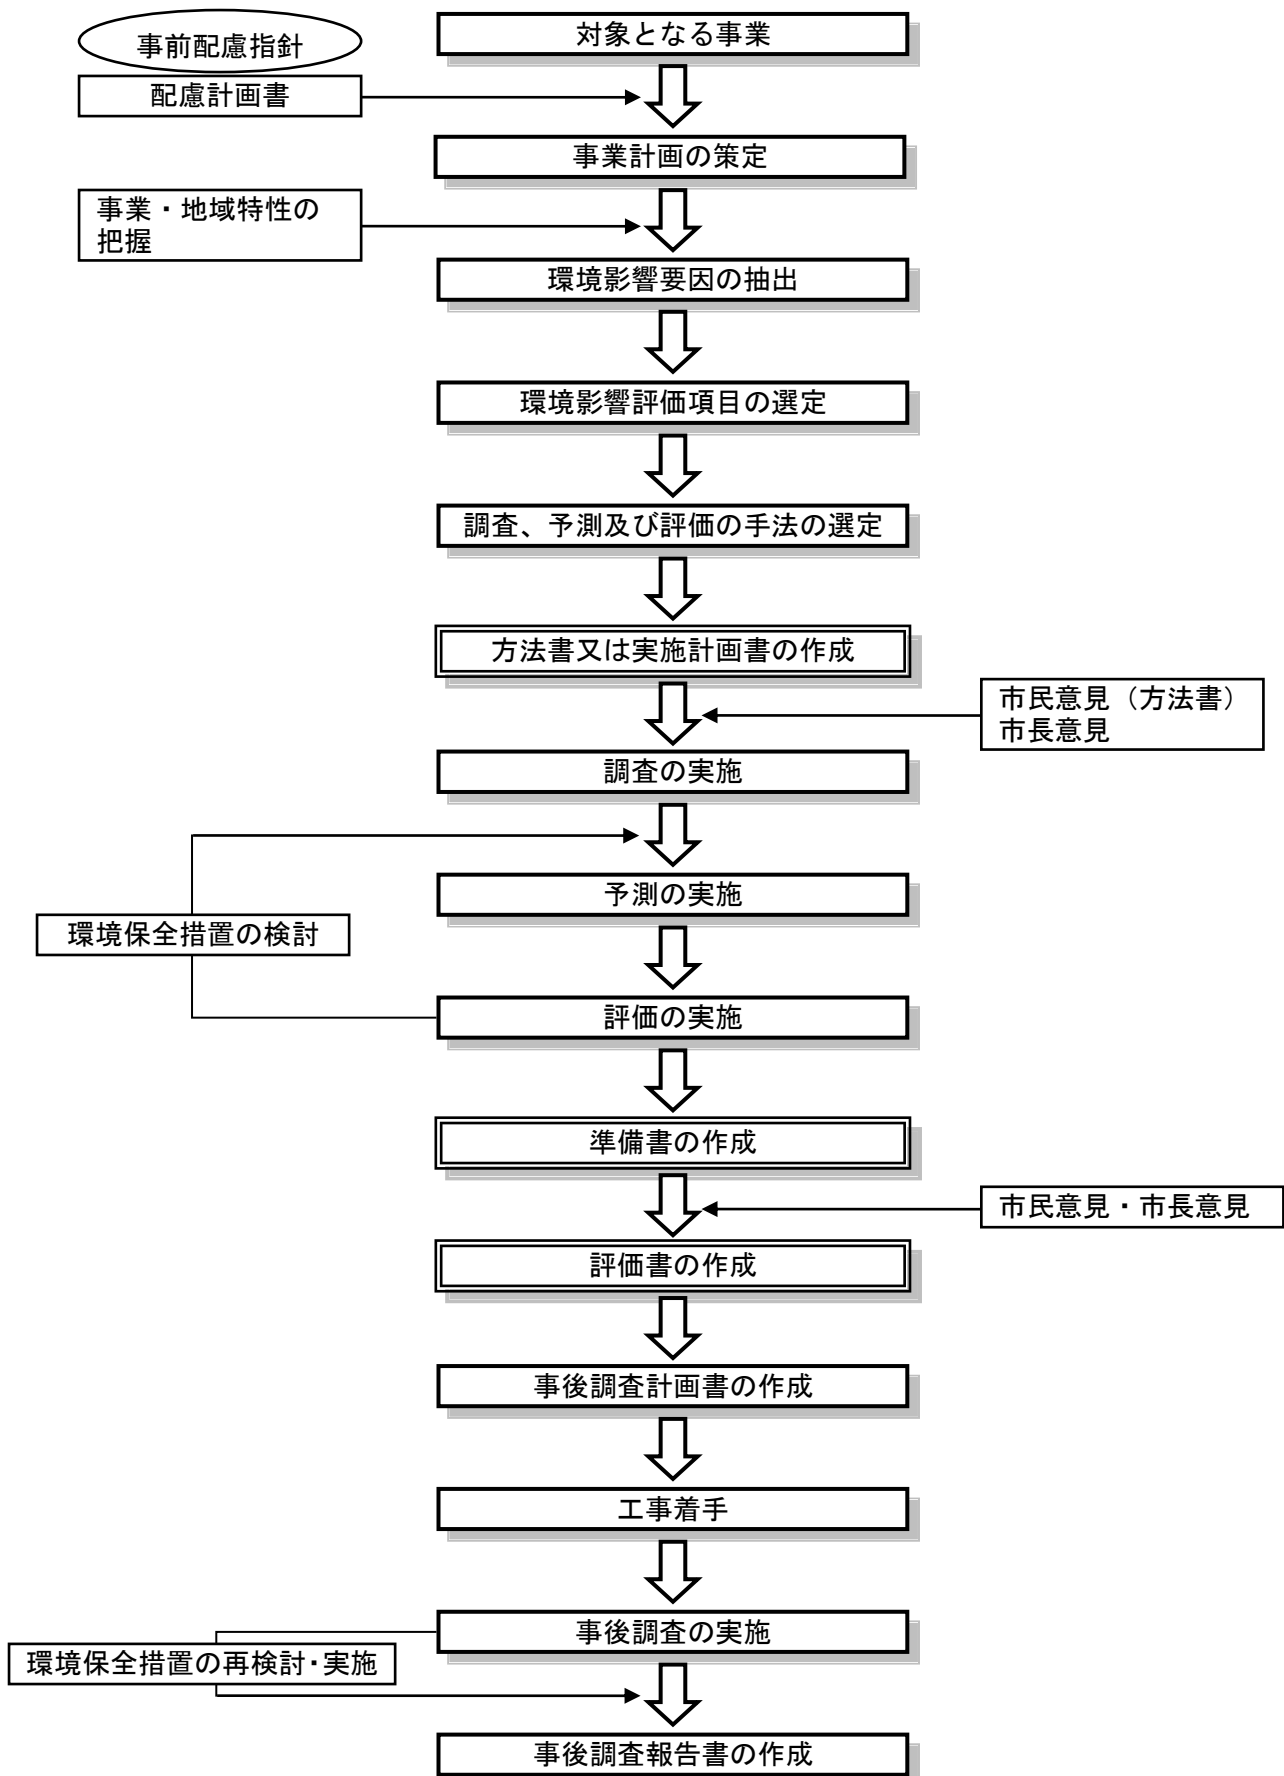 事前配慮指針
対象となる事業
配慮計画書
事業計画の策定
事業・地域特性の
把握
環境影響要因の抽出
環境影響評価項目の選定
調査、予測及び評価の手法の選定
方法書又は実施計画書の作成
市民意見（方法書）
市長意見
調査の実施
予測の実施
環境保全措置の検討
評価の実施
準備書の作成
市民意見・市長意見
評価書の作成
事後調査計画書の作成
工事着手
事後調査の実施
環境保全措置の再検討・実施
事後調査報告書の作成